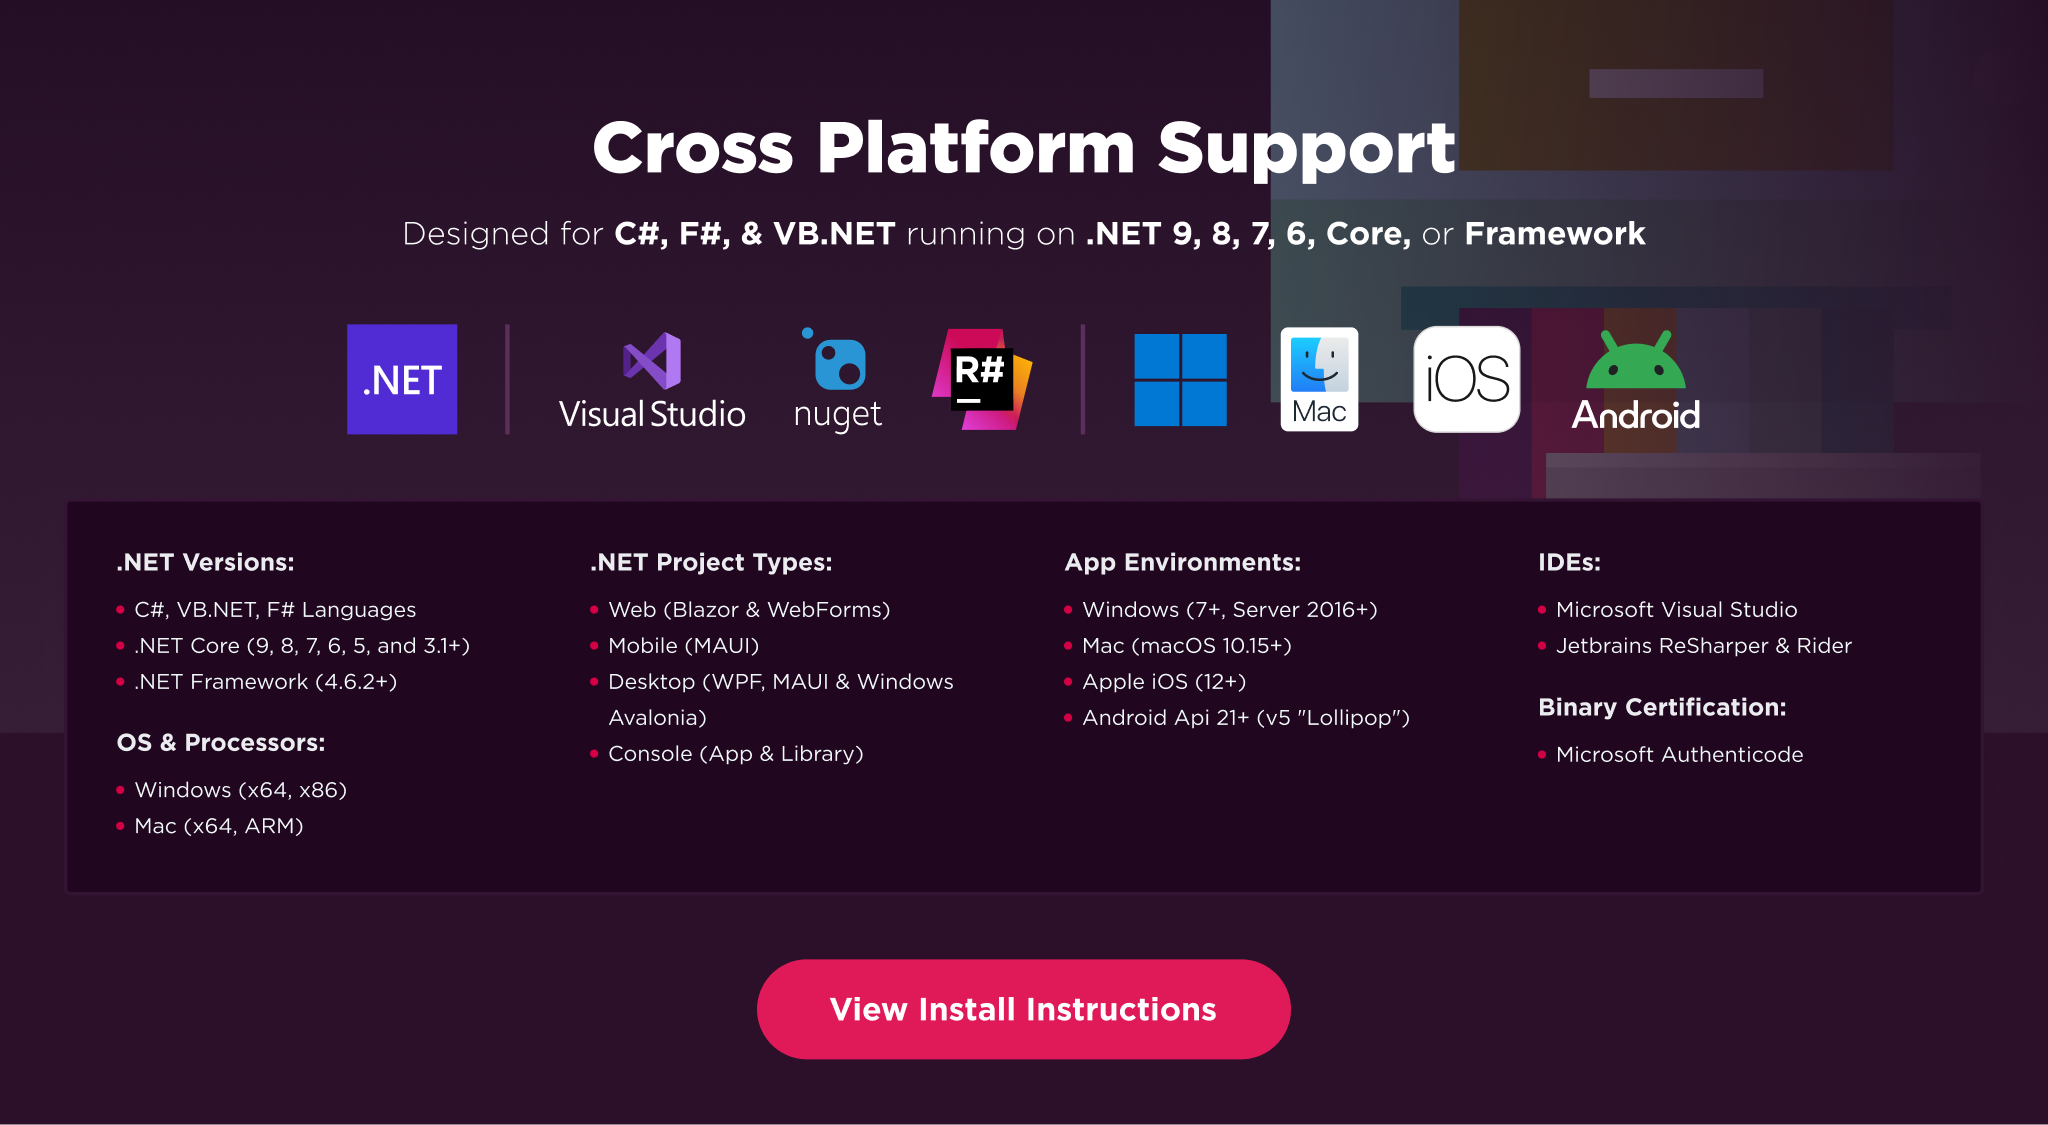 Cross Platform Support
Designed for C#, F#, & VB.NET running on .NET 9, 8, 7, 6, Core, or Framework
.NET
Visual Studio
nuget
R#
Mac
iOS
Android
.NET Versions:
C#, VB.NET, F# Languages
.NET Core (9, 8, 7, 6, 5, and 3.1+)
.NET Framework (4.6.2+)
OS & Processors:
Windows (x64, x86)
Mac (x64, ARM)
.NET Project Types:
Web (Blazor & WebForms)
Mobile (MAUI)
Desktop (WPF, MAUI & Windows
Avalonia)
Console (App & Library)
App Environments:
Windows (7+, Server 2016+)
Mac (macOS 10.15+)
Apple iOS (12+)
Android Api 21+ (v5 "Lollipop")
IDEs:
Microsoft Visual Studio
Jetbrains ReSharper & Rider
Binary Certification:
Microsoft Authenticode
View Install Instructions